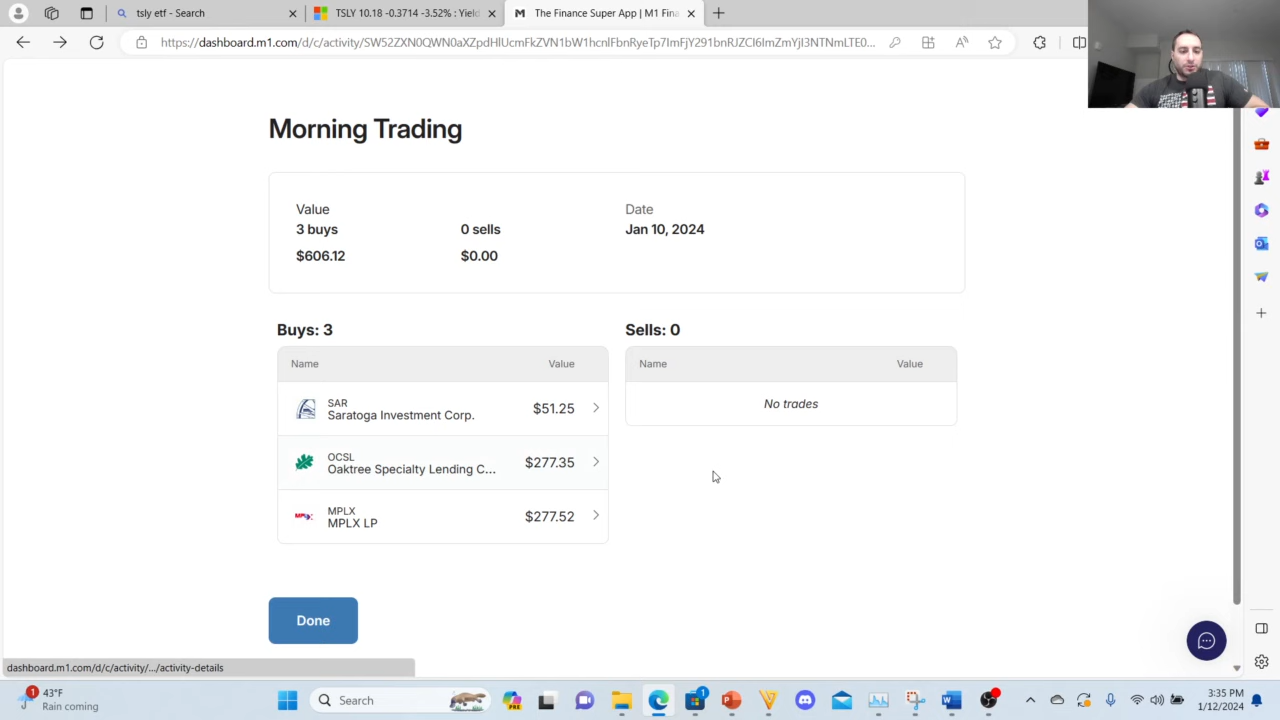 tsly etf - Search
TSLY 10.18 -0.3714 -3.52% : Yield
The Finance Super App | M1 Fina
https://dashboard.m1.com/d/c/activity/
Morning Trading
Value
3 buys
0 sells
$606.12
$0.00
Date
Jan 10, 2024
Buys: 3
Sells: 0
Name
Value
Name
Value
SAR
Saratoga Investment Corp.
$51.25
No trades
OCSL
Oaktree Specialty Lending C...
$277.35
MPLX
MPLX LP
$277.52
Done
dashboard.m1.com/d/c/activity/.../activity-details
1
43°F
Rain coming
Search
1
3:35 PM
1/12/2024